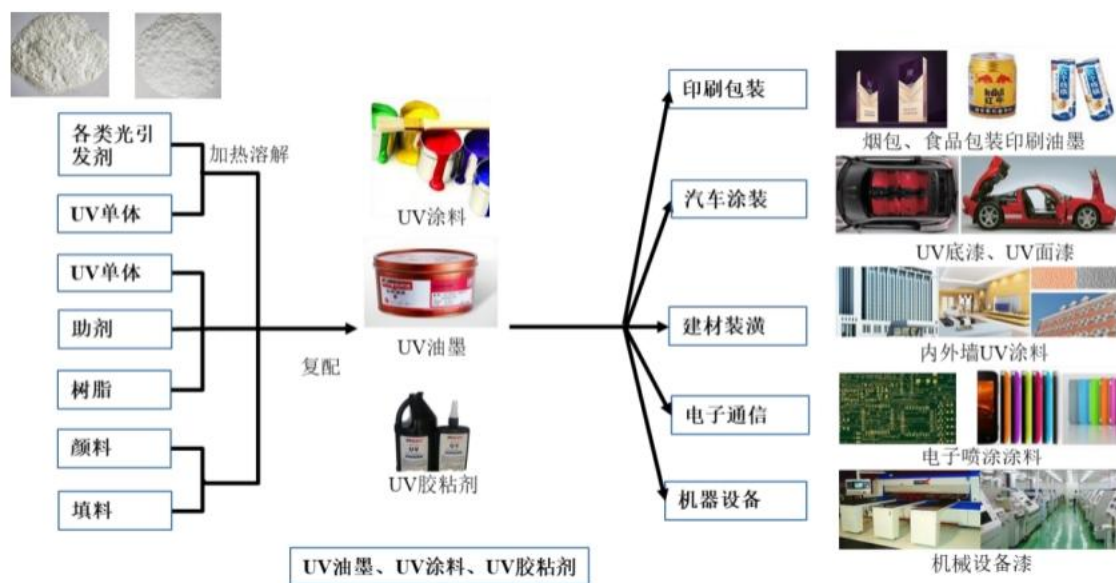 各类光引
发剂
加热溶解
UV单体
UV单体
助剂
树脂
颜料
填料
复配
UV涂料
UV油墨
UV胶粘剂
印刷包装
汽车涂装
建材装潢
电子通信
机器设备
红牛
烟包、食品包装印刷油墨
UV底漆、UV面漆
内外墙UV涂料
电子喷涂涂料
机械设备漆
UV油墨、UV涂料、UV胶粘剂